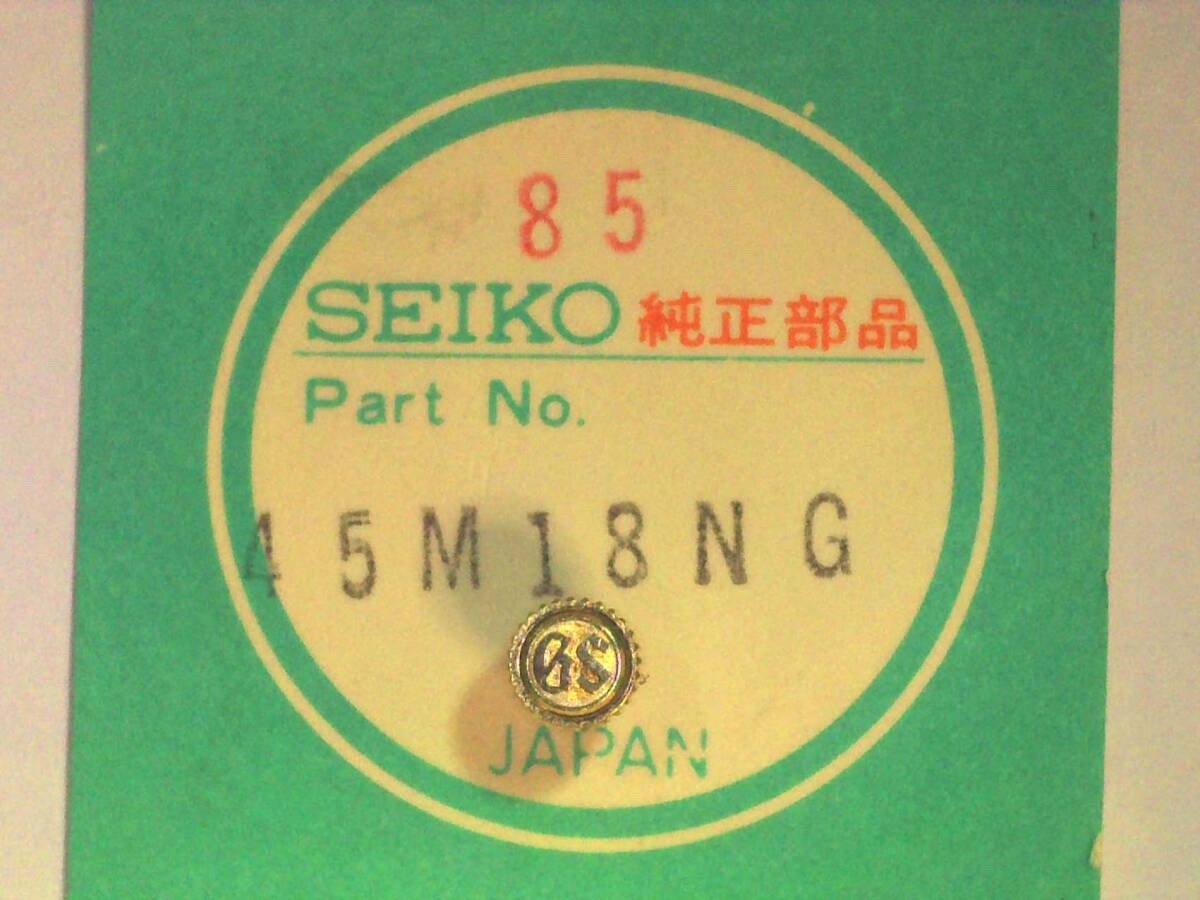 85
SEIKO 純正部品
Part No.
45M18NG
GS
JAPAN